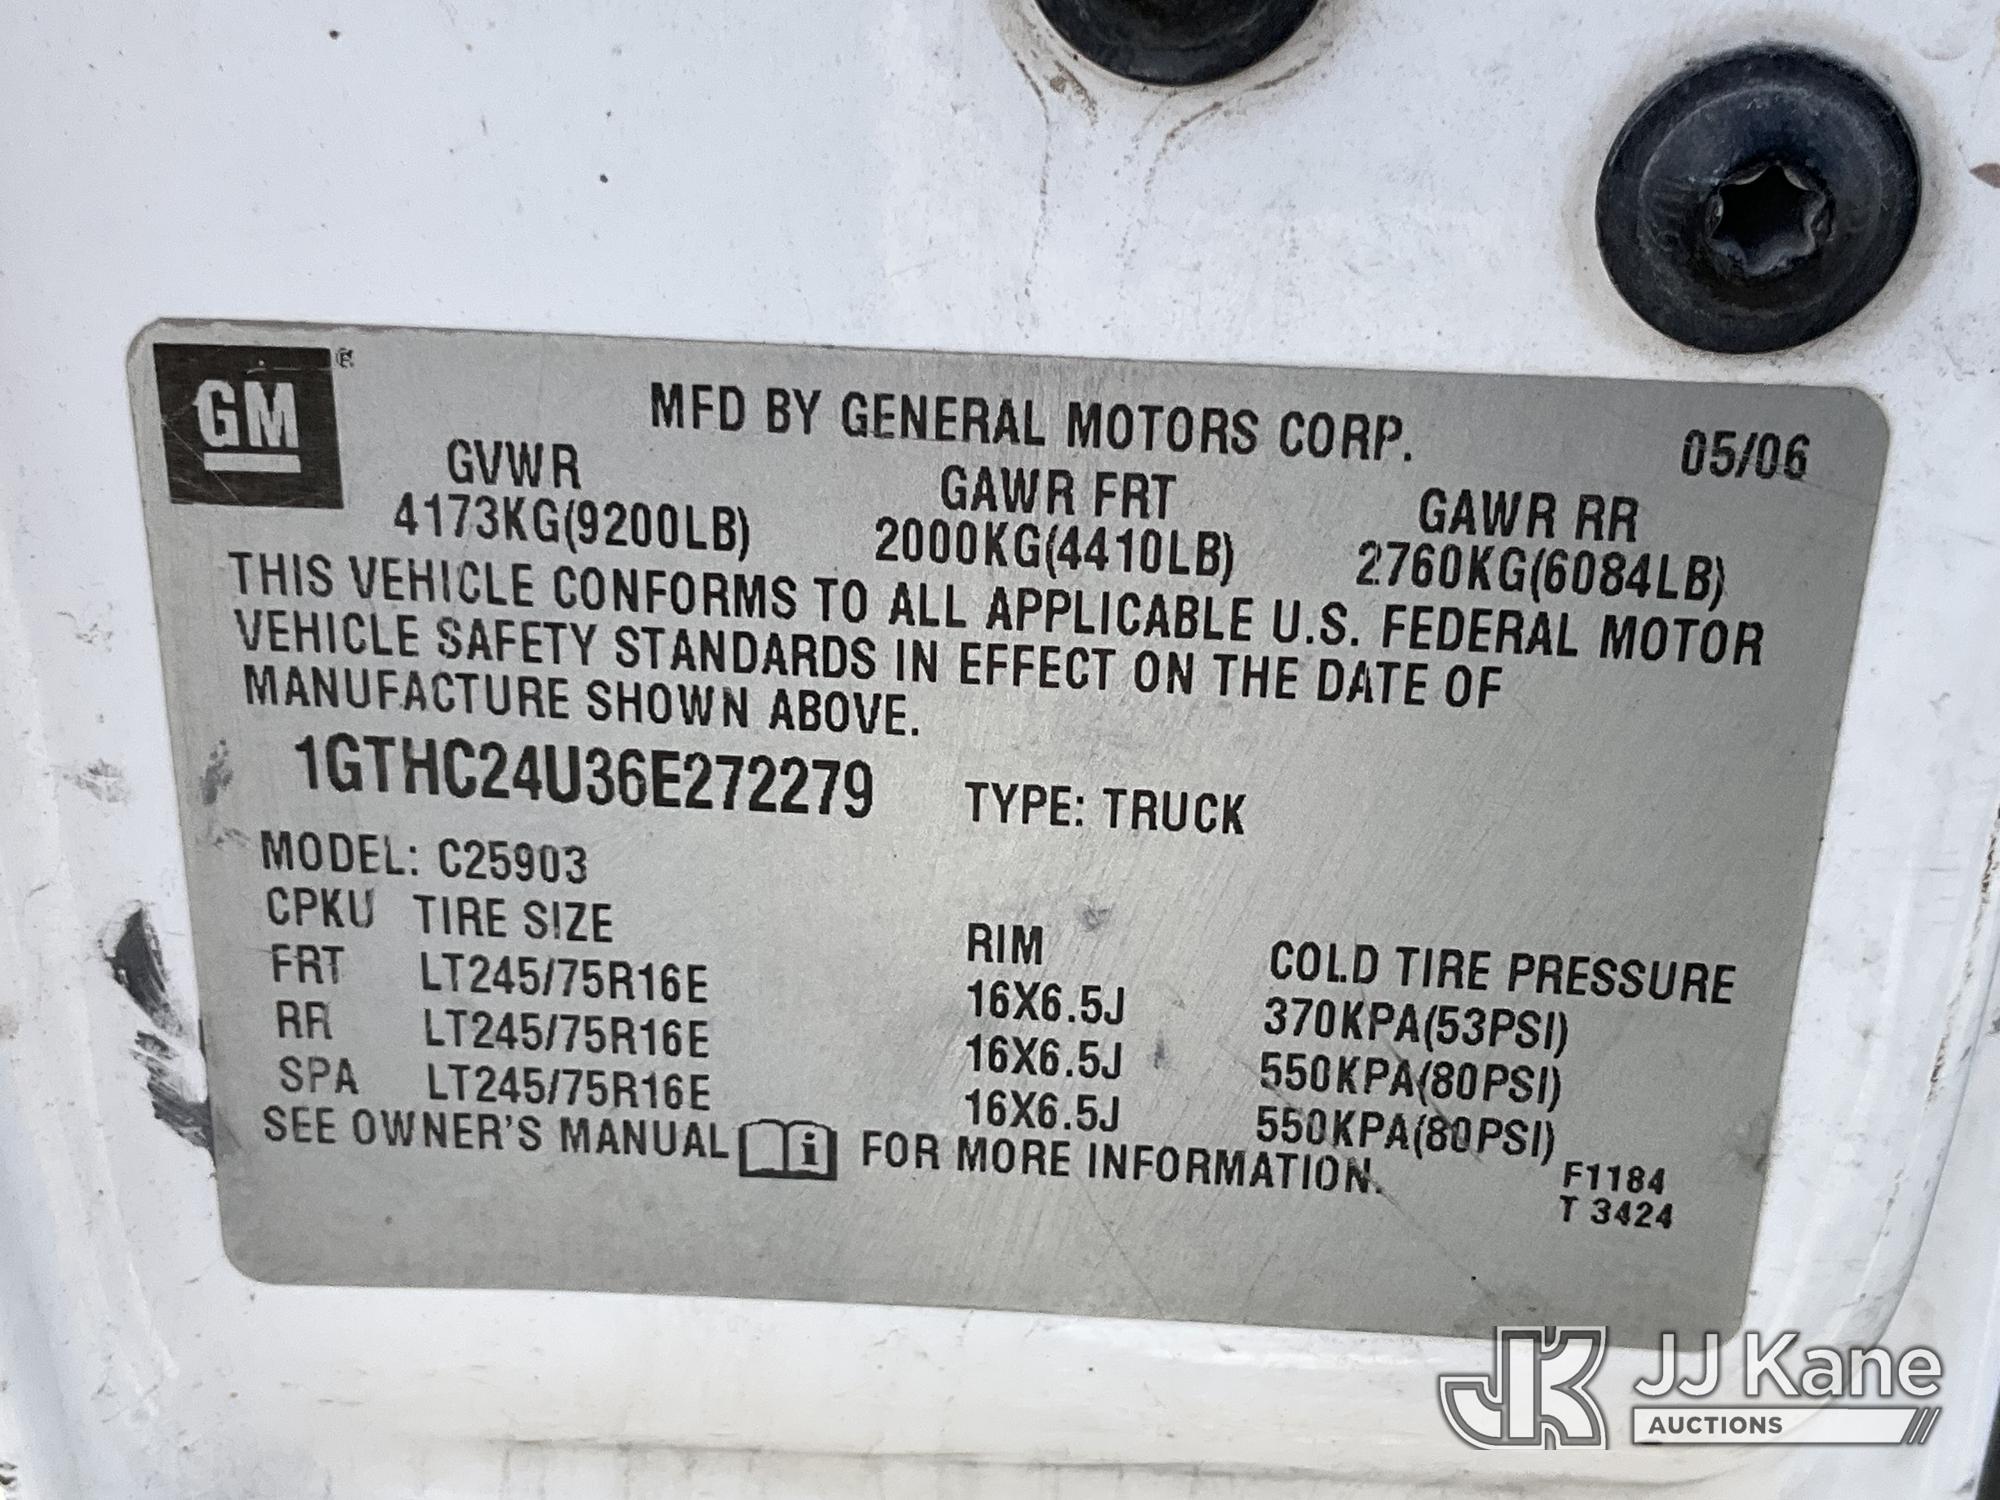 GM
MFD BY GENERAL MOTORS CORP. 05/06
GVWR GAWR FRT GAWR RR
4173KG(9200LB) 2000KG(4410LB) 2760KG(6084LB)
THIS VEHICLE CONFORMS TO ALL APPLICABLE U.S. FEDERAL MOTOR
VEHICLE SAFETY STANDARDS IN EFFECT ON THE DATE OF
MANUFACTURE SHOWN ABOVE.
1GTHC24U36E272279 TYPE: TRUCK
MODEL: C25903
CPKU TIRE SIZE RIM COLD TIRE PRESSURE
FRT LT245/75R16E 16X6.5J 370KPA(53PSI)
RR LT245/75R16E 16X6.5J 550KPA(80PSI)
SPA LT245/75R16E 16X6.5J 550KPA(80PSI)
SEE OWNER'S MANUAL i FOR MORE INFORMATION.
F1184
T 3424
JK JJ Kane
AUCTIONS